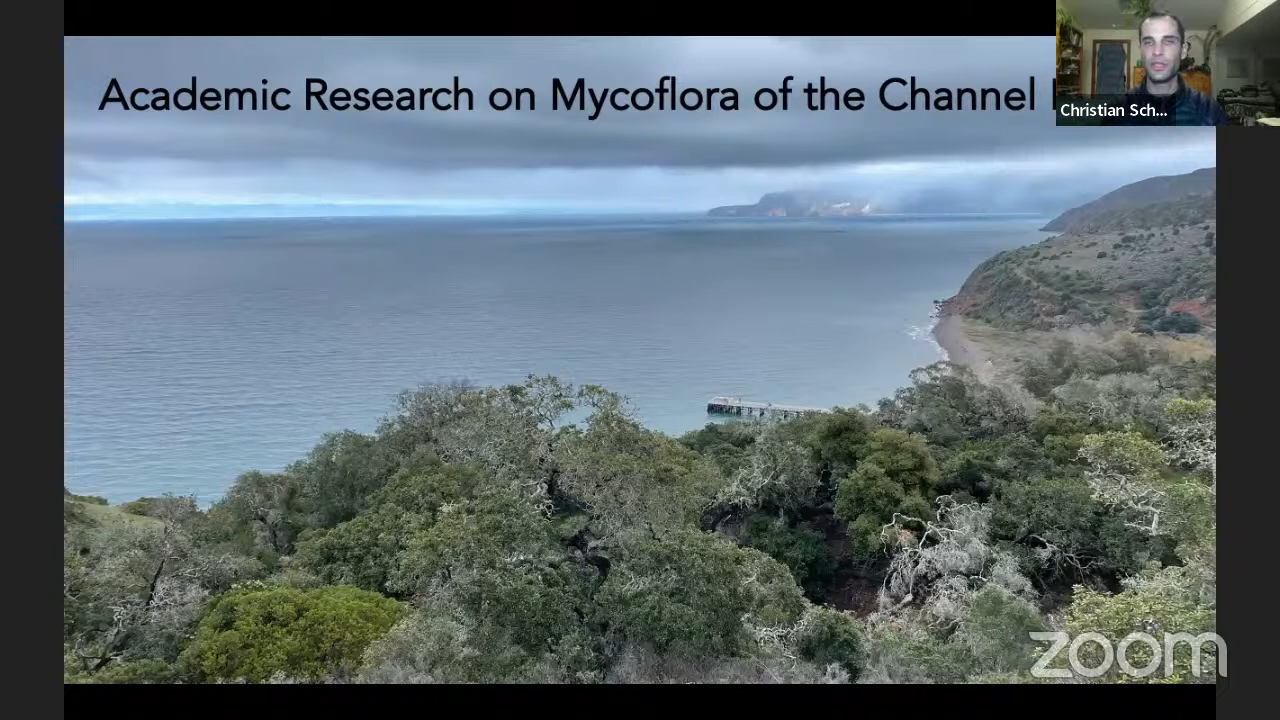 Academic Research on Mycoflora of the Channel
Christian Sch...
zoom